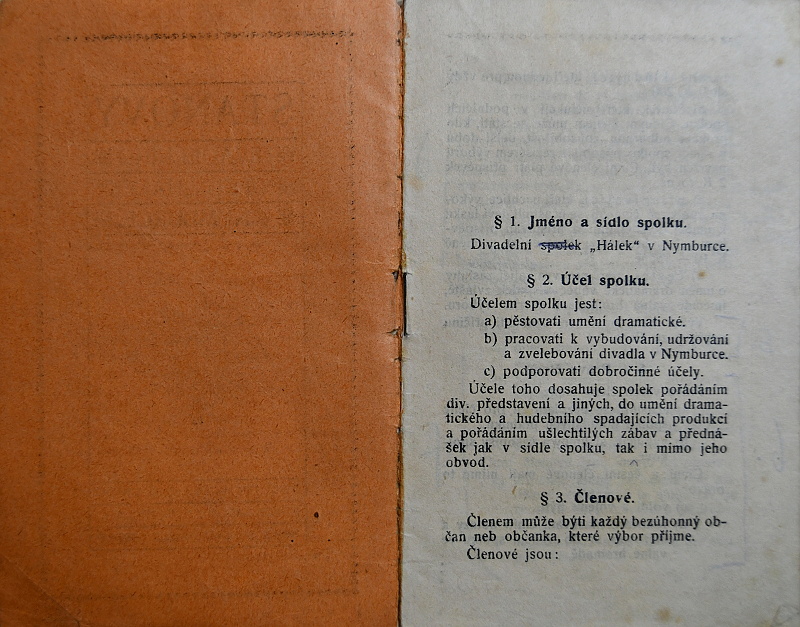 § 1. Jméno a sídlo spolku.
Divadelní spolek „Hálek“ v Nymburce.
§ 2. Účel spolku.
Účelem spolku jest:
a) pěstovati umění dramatické.
b) pracovati k vybudování, udržování
a zvelebování divadla v Nymburce.
c) podporovati dobročinné účely.
Účele toho dosahuje spolek pořádáním
div. představení a jiných, do umění drama-
tického a hudebního spadajících produkcí
a pořádáním ušlechtilých zábav a předná-
šek jak v sídle spolku, tak i mimo jeho
obvod.
§ 3. Členové.
Členem může býti každý bezúhonný ob-
čan neb občanka, které výbor přijme.
Členové jsou: